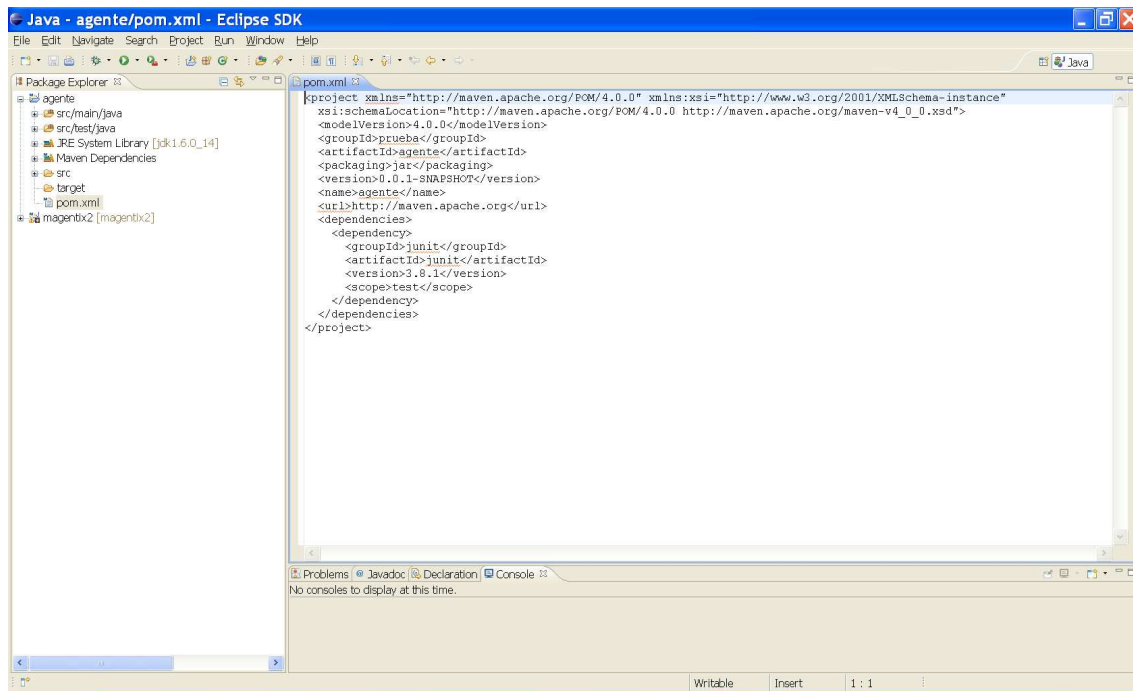 Java - agente/pom.xml - Eclipse SDK
File Edit Navigate Search Project Run Window Help
Java
Package Explorer
agente
src/main/java
src/test/java
JRE System Library [jdk1.6.0_14]
Maven Dependencies
src
target
pom.xml
magentix2 [magentix2]
pom.xml
<project xmlns="http://maven.apache.org/POM/4.0.0" xmlns:xsi="http://www.w3.org/2001/XMLSchema-instance"
xsi:schemaLocation="http://maven.apache.org/POM/4.0.0 http://maven.apache.org/maven-v4_0_0.xsd">
<modelVersion>4.0.0</modelVersion>
<groupId>prueba</groupId>
<artifactId>agente</artifactId>
<packaging>jar</packaging>
<version>0.0.1-SNAPSHOT</version>
<name>agente</name>
<url>http://maven.apache.org</url>
<dependencies>
<dependency>
<groupId>junit</groupId>
<artifactId>junit</artifactId>
<version>3.8.1</version>
<scope>test</scope>
</dependency>
</dependencies>
</project>
Problems Javadoc Declaration Console
No consoles to display at this time.
Writable Insert 1 : 1